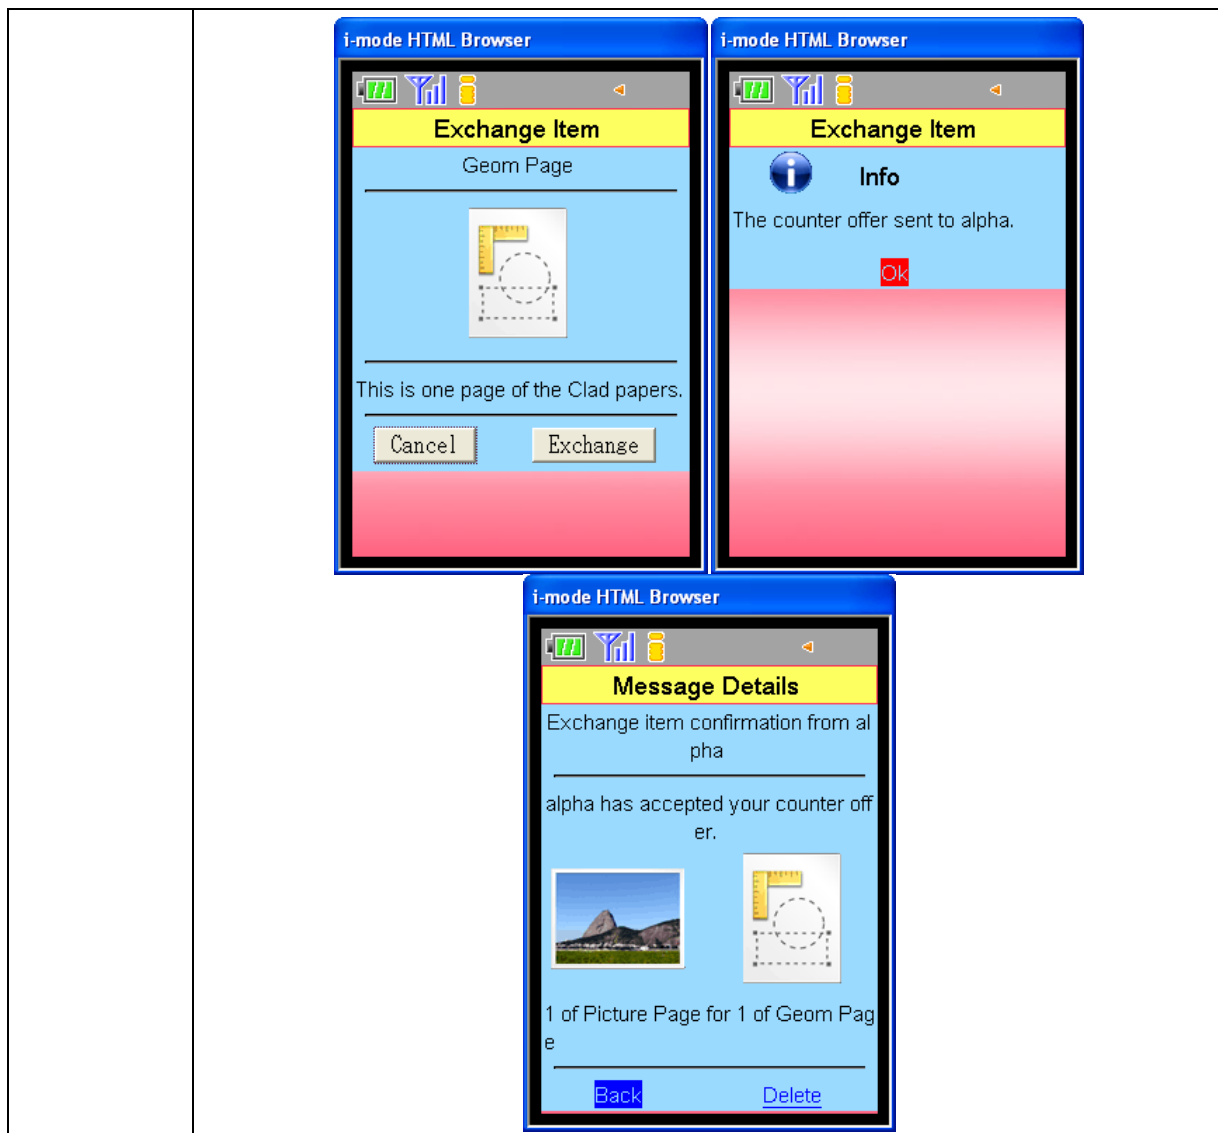 i-mode HTML Browser
Exchange Item
Geom Page
This is one page of the Clad papers.
Cancel Exchange
i-mode HTML Browser
Exchange Item
Info
The counter offer sent to alpha.
Ok
i-mode HTML Browser
Message Details
Exchange item confirmation from al
pha
alpha has accepted your counter off
er.
1 of Picture Page for 1 of Geom Pag
e
Back Delete